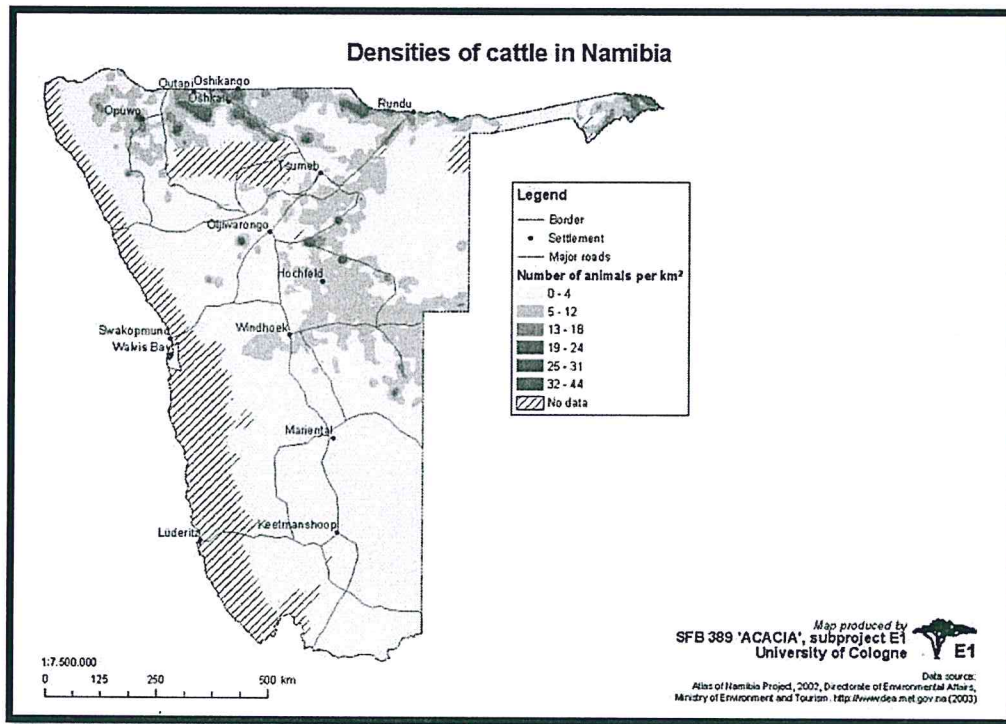 Densities of cattle in Namibia
Outapi Oshikango
Oshkati
Opuwo
Rundu
Tsumeb
Otjiwarongo
Hochfeld
Swakopmund
Windhoek
Walvis Bay
Mariental
Lüderitz
Keetmanshoop
Legend
Border
Settlement
Major roads
Number of animals per km²
0 - 4
5 - 12
13 - 18
19 - 24
25 - 31
32 - 44
No data
1:7.500.000
0 250 500 km
Map produced by
SFB 389 'ACACIA', subproject E1
University of Cologne
E1
Data source:
Atlas of Namibia Project, 2002, Directorate of Environmental Affairs,
Ministry of Environment and Tourism. http://www.dea.met.gov.na (2003)